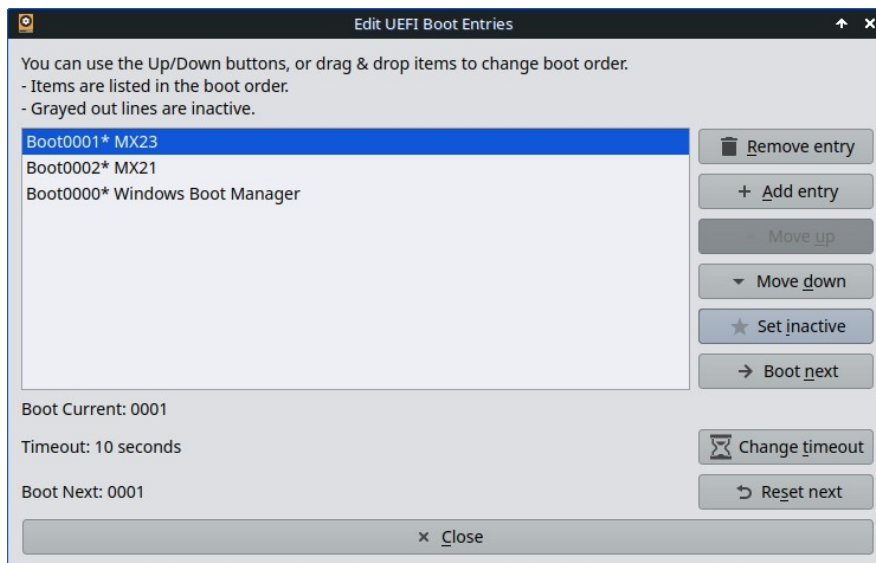 Edit UEFI Boot Entries
You can use the Up/Down buttons, or drag & drop items to change boot order.
- Items are listed in the boot order.
- Grayed out lines are inactive.
Boot0001* MX23
Boot0002* MX21
Boot0000* Windows Boot Manager
Remove entry
+ Add entry
Move up
Move down
Set inactive
Boot next
Boot Current: 0001
Timeout: 10 seconds
Change timeout
Boot Next: 0001
Reset next
Close